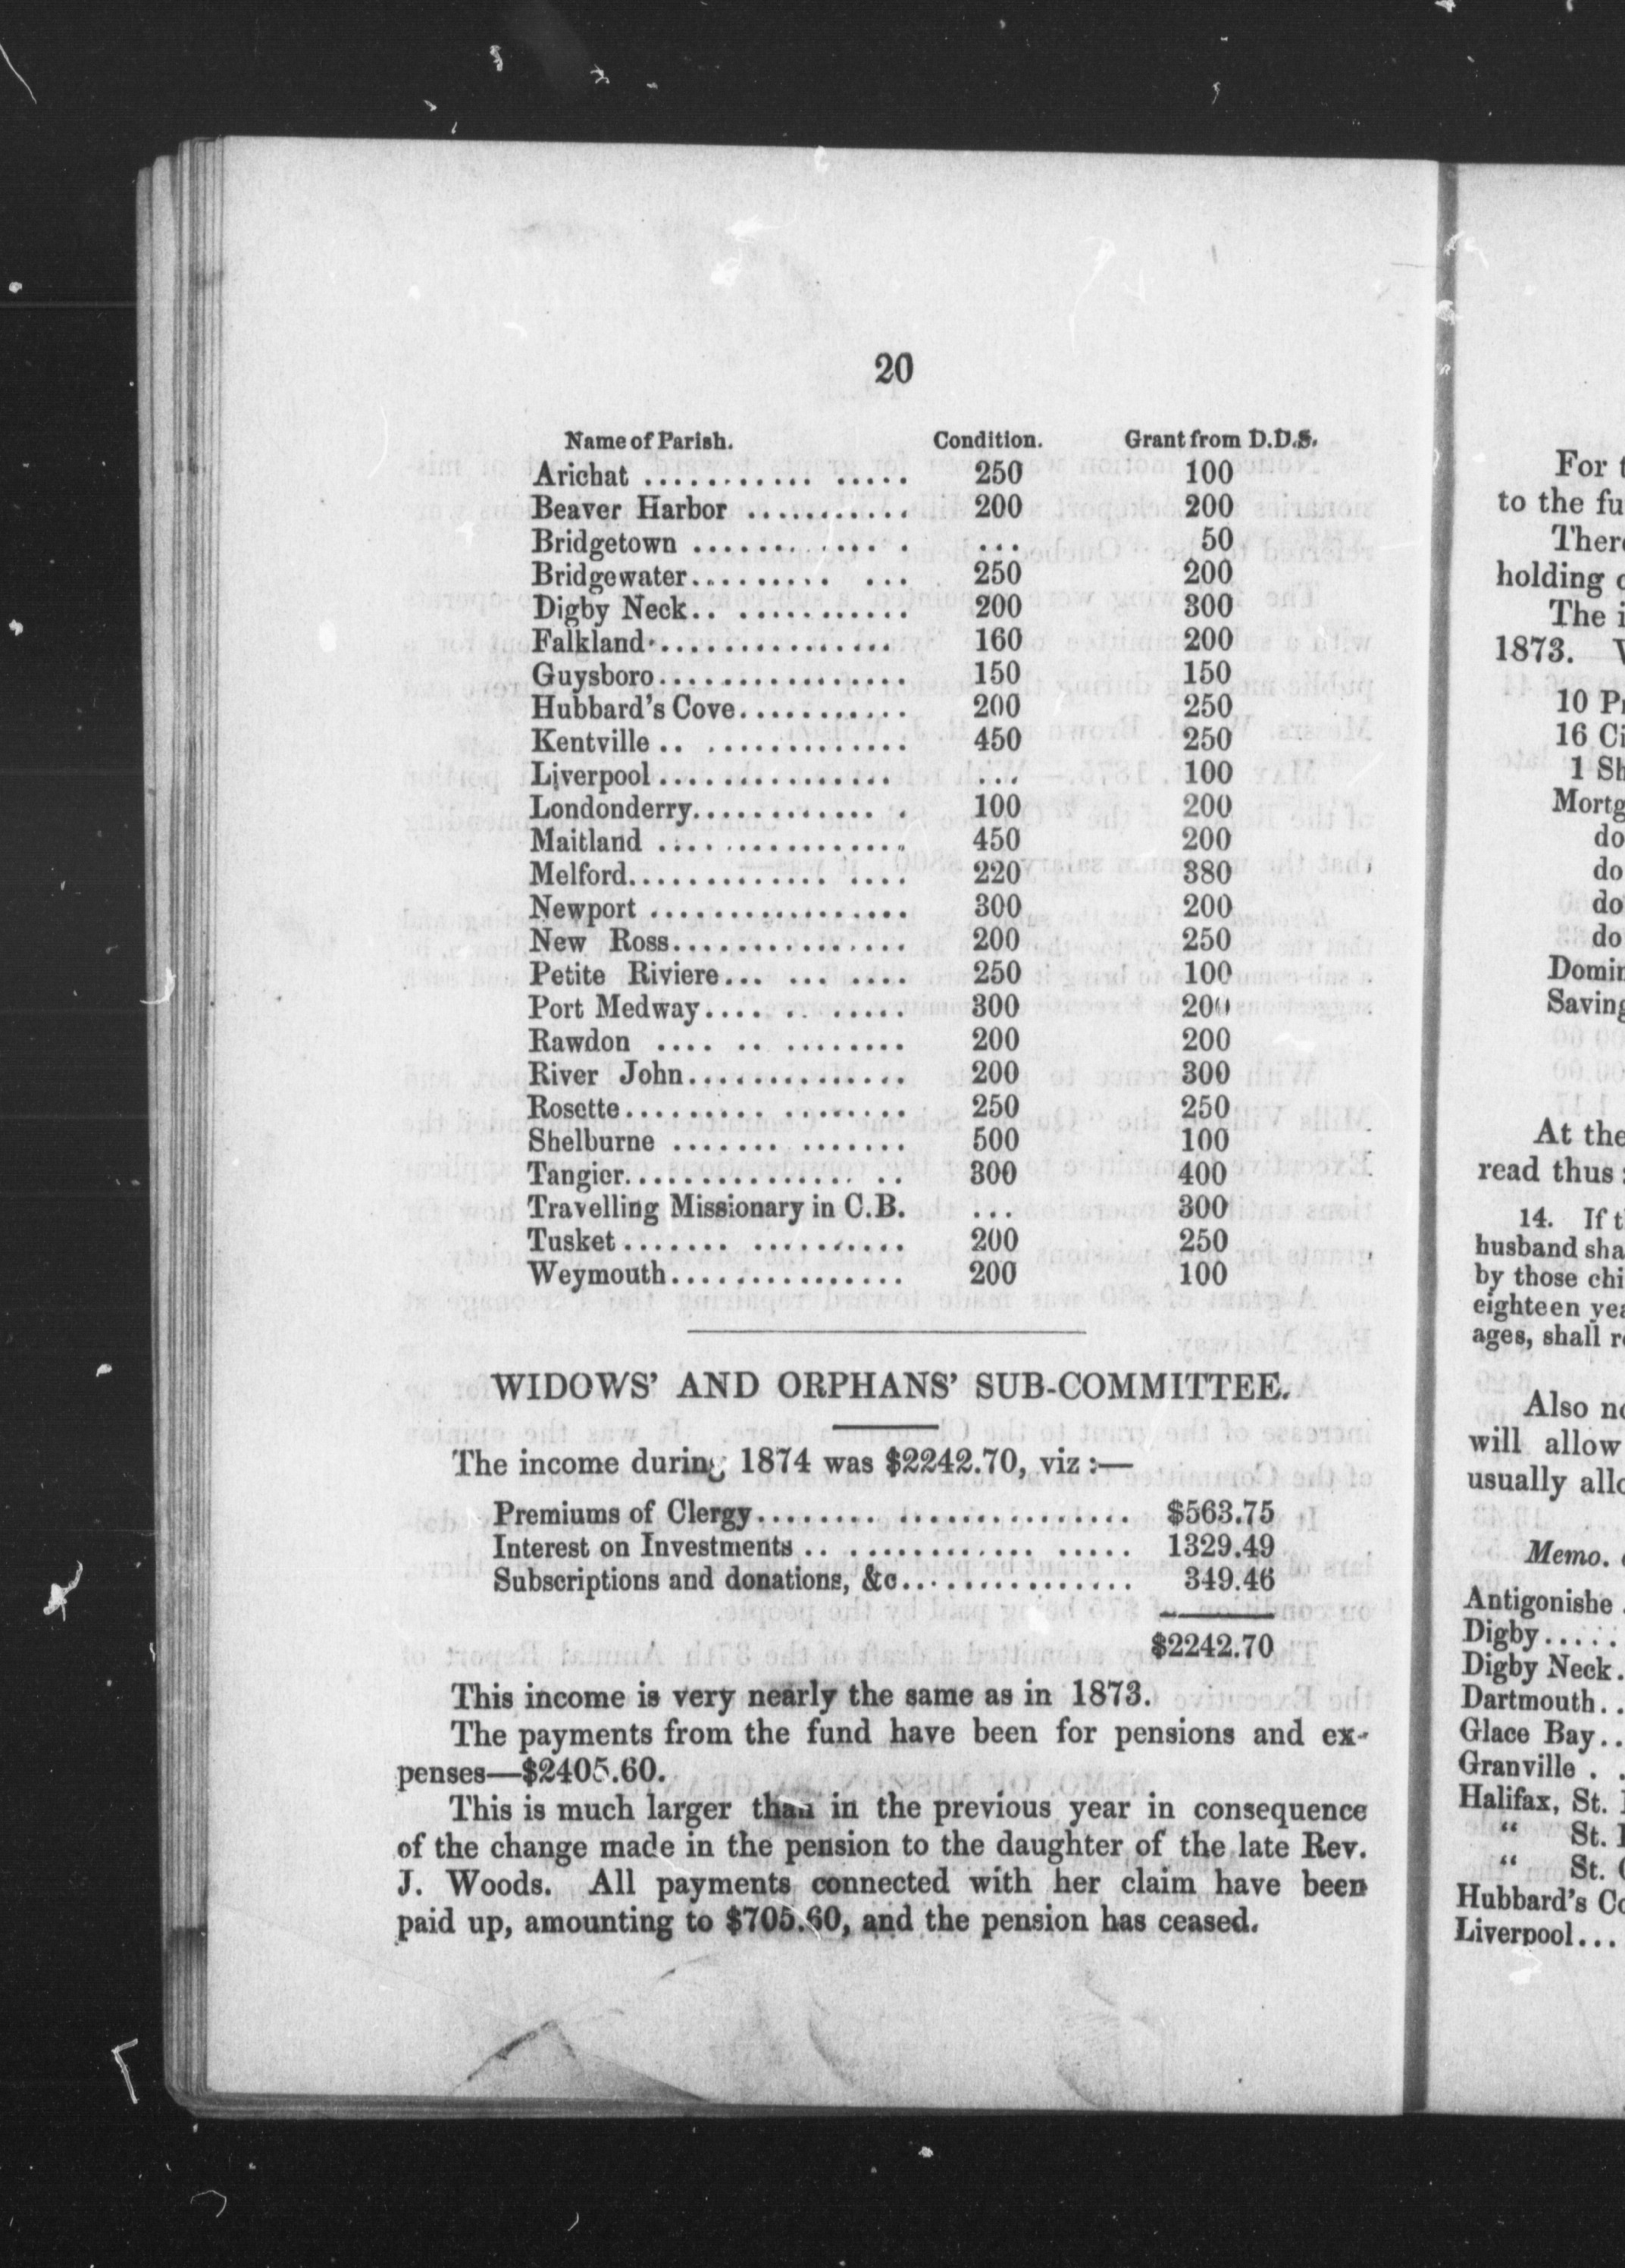 20
Name of Parish. Condition. Grant from D.D.S.
Arichat ........... ..... 250 100
Beaver Harbor ........... 200 200
Bridgetown ............ . ... 50
Bridgewater......... ... 250 200
Digby Neck.. ........... 200 300
Falkland................ 160 200
Guysboro................. 150 150
Hubbard's Cove........... 200 250
Kentville .. .............. 450 250
Liverpool ................ ... 100
Londonderry............ . 100 200
Maitland ... ............. 450 200
Melford.............. .... 220 380
Newport ................. 300 200
New Ross............... 200 250
Petite Riviere... ... .... 250 100
Port Medway.... .. ..... 300 200
Rawdon .... .. ........ 200 200
River John.............. 200 300
Rosette.......... ........ 250 250
Shelburne ....... ....... 500 100
Tangier................ .. 300 400
Travelling Missionary in C.B. ... 300
Tusket....... .......... 200 250
Weymouth............... 200 100
WIDOWS' AND ORPHANS' SUB-COMMITTEE.
The income during 1874 was $2242.70, viz :—
Premiums of Clergy........ ............... $563.75
Interest on Investments .. ............ ..... 1329.49
Subscriptions and donations, &c............... 349.46
$2242.70
This income is very nearly the same as in 1873.
The payments from the fund have been for pensions and ex-
penses—$2405.60.
This is much larger than in the previous year in consequence
of the change made in the pension to the daughter of the late Rev.
J. Woods. All payments connected with her claim have been
paid up, amounting to $705.60, and the pension has ceased.
For
to the
holding
The
1873.
10
16
1
do
do
do
do
At the
read thus :
14. If
husband
by those
eighteen
ages, shall
Also
will allow
usually
Memo.
Antigonishe .
Digby.....
Digby Neck.
Dartmouth..
Glace Bay..
Granville . .
Halifax, St.
" St.
" St.
Hubbard's
Liverpool...